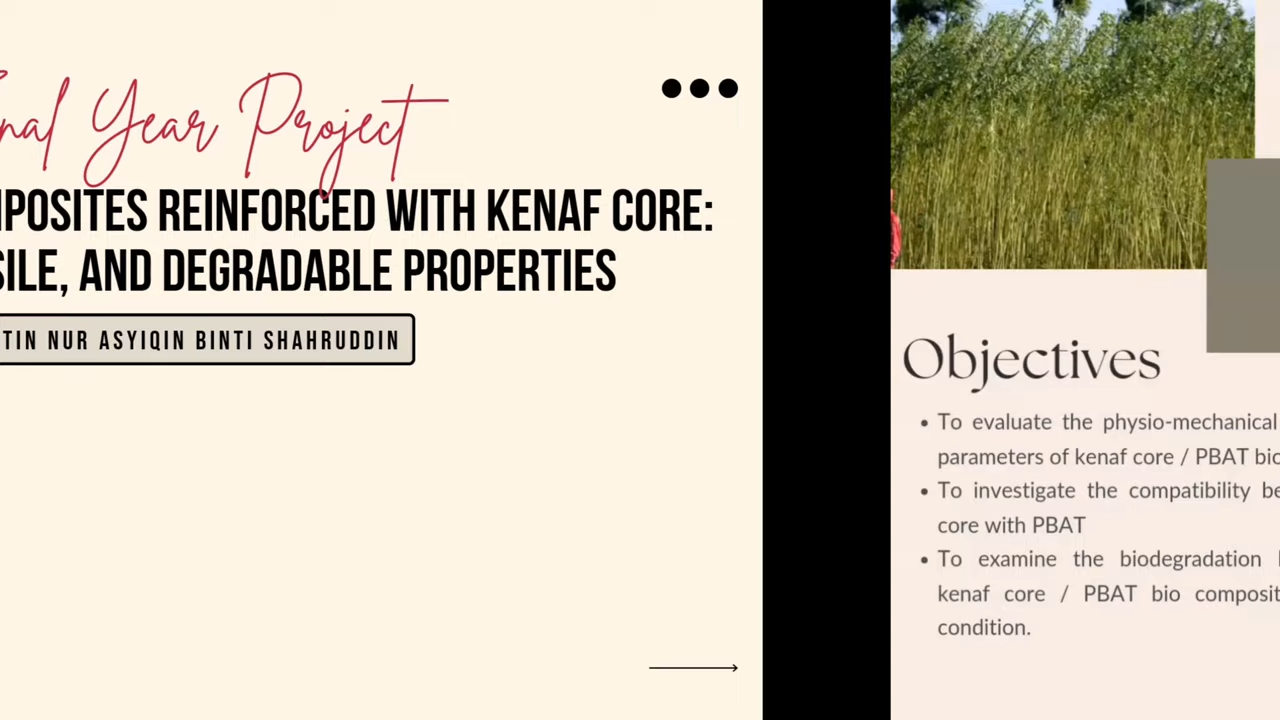 nal Year Project
POSITES REINFORCED WITH KENAF CORE:
SILE, AND DEGRADABLE PROPERTIES
TIN NUR ASYIQIN BINTI SHAHRUDDIN
Objectives
• To evaluate the physio-mechanical
parameters of kenaf core / PBAT bio
• To investigate the compatibility be
core with PBAT
• To examine the biodegradation
kenaf core / PBAT bio composit
condition.